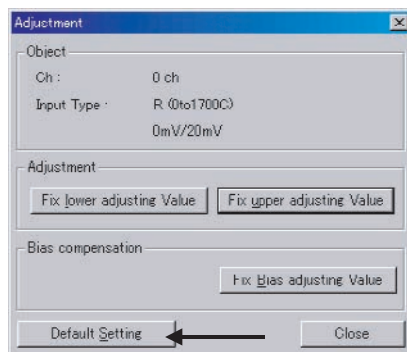 Adjustment
Object
Ch : 0 ch
Input Type : R (0to1700C)
0mV/20mV
Adjustment
Fix lower adjusting Value Fix upper adjusting Value
Bias compensation
Fix Bias adjusting Value
Default Setting Close